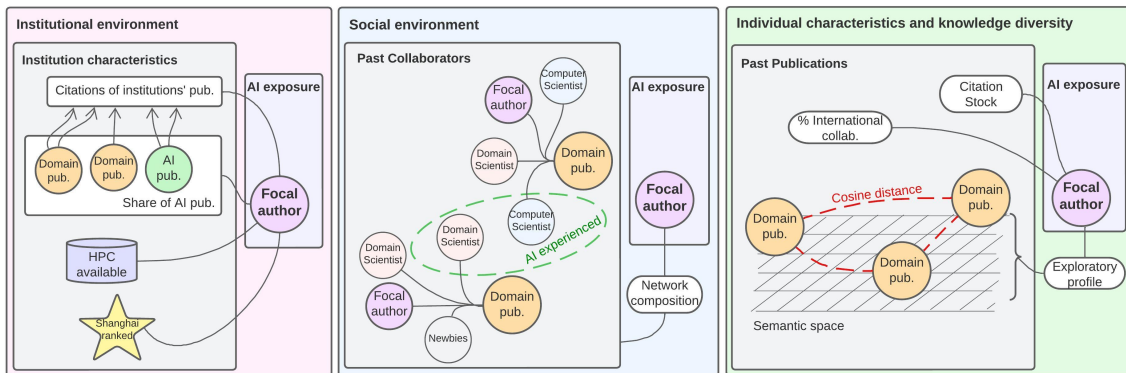 Institutional environment
Institution characteristics
Citations of institutions' pub.
Domain
pub.
Domain
pub.
AI
pub.
Share of AI pub.
HPC
available
Shanghai
ranked
AI exposure
Focal
author
Social environment
Past Collaborators
Focal
author
Computer
Scientist
Domain
Scientist
Domain
pub.
Computer
Scientist
Domain
Scientist
AI experienced
Domain
Scientist
Focal
author
Domain
pub.
Newbies
AI exposure
Focal
author
Network
composition
Individual characteristics and knowledge diversity
Past Publications
Citation
Stock
% International
collab.
Cosine distance
Domain
pub.
Domain
pub.
Domain
pub.
Semantic space
AI exposure
Focal
author
Exploratory
profile